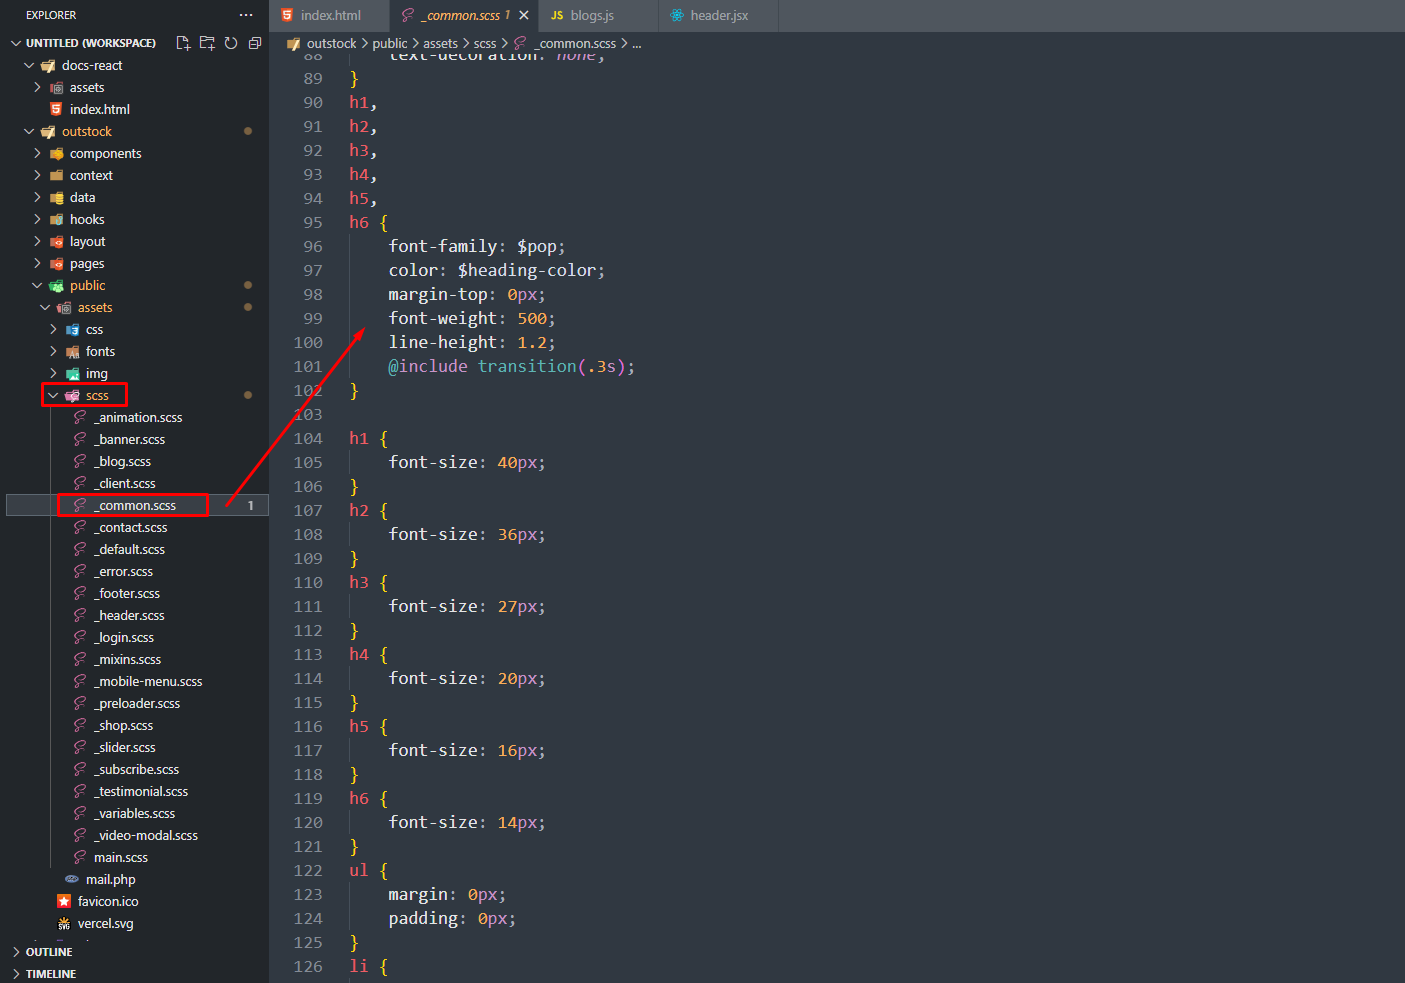 EXPLORER
UNTITLED (WORKSPACE)
docs-react
assets
index.html
outstock
components
context
data
hooks
layout
pages
public
assets
css
fonts
img
scss
_animation.scss
_banner.scss
_blog.scss
_client.scss
_common.scss 1
_contact.scss
_default.scss
_error.scss
_footer.scss
_header.scss
_login.scss
_mixins.scss
_mobile-menu.scss
_preloader.scss
_shop.scss
_slider.scss
_subscribe.scss
_testimonial.scss
_variables.scss
_video-modal.scss
main.scss
mail.php
favicon.ico
vercel.svg
OUTLINE
TIMELINE
index.html _common.scss 1 JS blogs.js header.jsx
outstock > public > assets > scss > _common.scss > ...
88 text-decoration: none;
89 }
90 h1,
91 h2,
92 h3,
93 h4,
94 h5,
95 h6 {
96 font-family: $pop;
97 color: $heading-color;
98 margin-top: 0px;
99 font-weight: 500;
100 line-height: 1.2;
101 @include transition(.3s);
102 }
103
104 h1 {
105 font-size: 40px;
106 }
107 h2 {
108 font-size: 36px;
109 }
110 h3 {
111 font-size: 27px;
112 }
113 h4 {
114 font-size: 20px;
115 }
116 h5 {
117 font-size: 16px;
118 }
119 h6 {
120 font-size: 14px;
121 }
122 ul {
123 margin: 0px;
124 padding: 0px;
125 }
126 li {